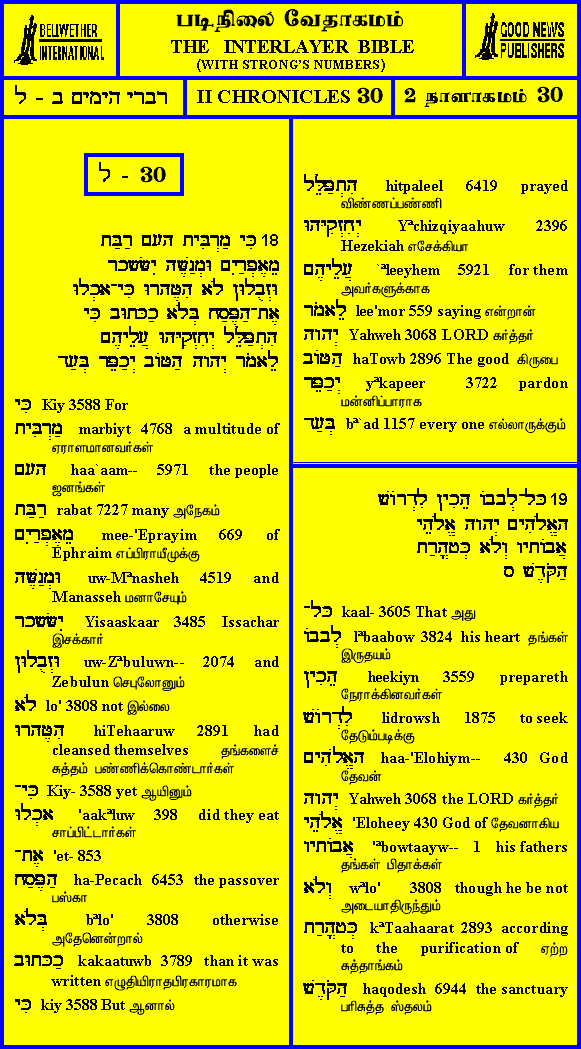 BELLWETHER
INTERNATIONAL
படிநிலை வேதாகமம்
THE INTERLAYER BIBLE
(WITH STRONG'S NUMBERS)
GOOD NEWS
PUBLISHERS
דברי הימים ב - ל
II CHRONICLES 30
2 நாளாகமம் 30
ל - 30
18 כִּי מַרְבִּית הָעָם רַבַּת
מֵאֶפְרַיִם וּמְנַשֶּׁה יִשָּׂשכָר
וּזְבֻלוּן לֹא הִטֶּהָרוּ כִּי־אָכְלוּ
אֶת־הַפֶּסַח בְּלֹא כַכָּתוּב כִּי
הִתְפַּלֵּל יְחִזְקִיָּהוּ עֲלֵיהֶם
לֵאמֹר יְהוָה הַטּוֹב יְכַפֵּר בְּעַד
כִּי Kiy 3588 For
מַרְבִּית marbiyt 4768 a multitude of
ஏராளமானவர்கள்
הָעָם haa`aam-- 5971 the people
ஜனங்கள்
רַבַּת rabat 7227 many அநேகம்
מֵאֶפְרַיִם mee-'Eprayim 669 of
Ephraim எப்பிராயீமுக்கு
וּמְנַשֶּׁה uw-Mªnasheh 4519 and
Manasseh மனாசேயும்
יִשָּׂשכָר Yisaaskaar 3485 Issachar
இசக்கார்
וּזְבֻלוּן uw-Zªbuluwn-- 2074 and
Zebulun செபுலோனும்
לֹא lo' 3808 not இல்லை
הִטֶּהָרוּ hiTehaaruw 2891 had
cleansed themselves தங்களைச்
சுத்தம் பண்ணிக்கொண்டார்கள்
כִּי־ Kiy- 3588 yet ஆயினும்
אָכְלוּ 'aakªluw 398 did they eat
சாப்பிட்டார்கள்
אֶת־ 'et- 853
הַפֶּסַח ha-Pecach 6453 the passover
பஸ்கா
בְּלֹא bªlo' 3808 otherwise
அதேனென்றால்
כַכָּתוּב kakaatuwb 3789 than it was
written எழுதியிராதபிரகாரமாக
כִּי kiy 3588 But ஆனால்
הִתְפַּלֵּל hitpaleel 6419 prayed
விண்ணப்பண்ணி
יְחִזְקִיָּהוּ Yªchizqiyaahuw 2396
Hezekiah எசேக்கியா
עֲלֵיהֶם `ªleeyhem 5921 for them
அவர்களுக்காக
לֵאמֹר lee'mor 559 saying என்றான்
יְהוָה Yahweh 3068 LORD கர்த்தர்
הַטּוֹב haTowb 2896 The good கிருபை
יְכַפֵּר yªkapeer 3722 pardon
மன்னிப்பாராக
בְּעַד bª`ad 1157 every one எல்லாருக்கும்
19 כָּל־לְבָבוֹ הֵכִין לִדְרוֹשׁ
הָאֱלֹהִים יְהוָה אֱלֹהֵי
אֲבוֹתָיו וְלֹא כְּטָהֳרַת
הַקֹּדֶשׁ ס
כָּל־ kaal- 3605 That அது
לְבָבוֹ lªbaabow 3824 his heart தங்கள்
இருதயம்
הֵכִין heekiyn 3559 prepareth
நேராக்கினவர்கள்
לִדְרוֹשׁ lidrowsh 1875 to seek
தேடும்படிக்கு
הָאֱלֹהִים haa-'Elohiym-- 430 God
தேவன்
יְהוָה Yahweh 3068 the LORD கர்த்தர்
אֱלֹהֵי 'Eloheey 430 God of தேவனாகிய
אֲבוֹתָיו 'ªbowtaayw-- 1 his fathers
தங்கள் பிதாக்கள்
וְלֹא wªlo' 3808 though he be not
அடையாதிருந்தும்
כְּטָהֳרַת kªTaahaarat 2893 according
to the purification of ஏற்ற
சுத்தாங்கம்
הַקֹּדֶשׁ haqodesh 6944 the sanctuary
பரிசுத்த ஸ்தலம்